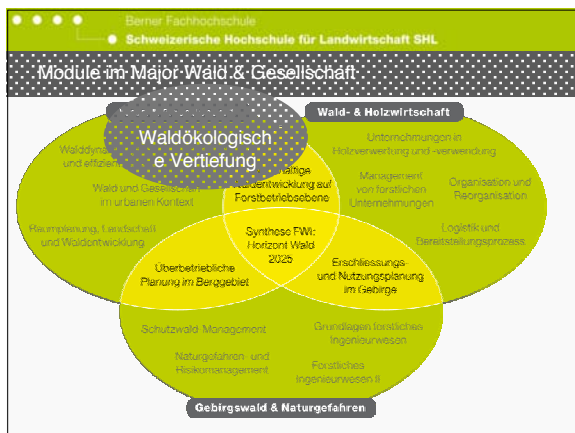 Berner Fachhochschule
Schweizerische Hochschule für Landwirtschaft SHL
Module im Major Wald & Gesellschaft
Wald- & Holzwirtschaft
Waldökologisch
e Vertiefung
und effizient
Wald und Gesellschaft
im urbanen Kontext
Raumplanung, Landschaft
und Waldentwicklung
Waldentwicklung auf
Forstbetriebsebene
Unternehmungen in
Holzverwertung und -verwendung
Management
von forstlichen
Unternehmungen
Organisation und
Reorganisation
Logistik und
Bereitstellungsprozess
Synthese FWI:
Horizont Wald
2025
Überbetriebliche
Planung im Berggebiet
Erschliessungs-
und Nutzungsplanung
im Gebirge
Schutzwald-Management
Naturgefahren- und
Risikomanagement
Grundlagen forstliches
Ingenieurwesen
Forstliches
Ingenieurwesen II
Gebirgswald & Naturgefahren